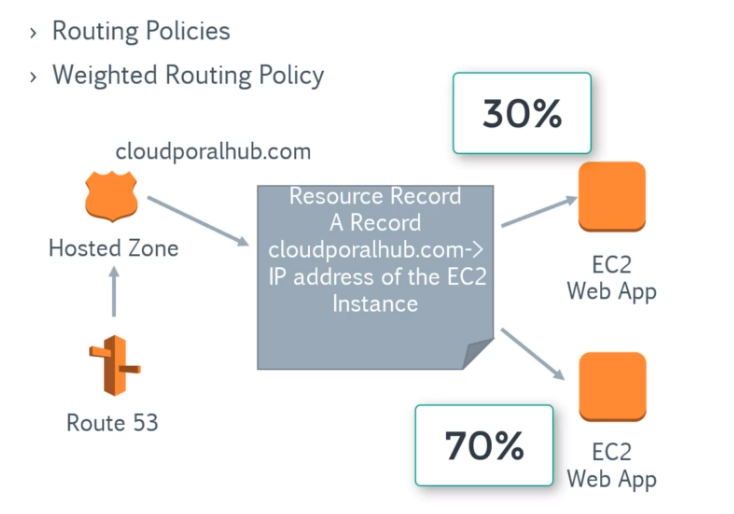 › Routing Policies
› Weighted Routing Policy
30%
cloudporalhub.com
Resource Record
A Record
cloudporalhub.com->
IP address of the EC2
Instance
Hosted Zone
EC2
Web App
Route 53
70%
EC2
Web App